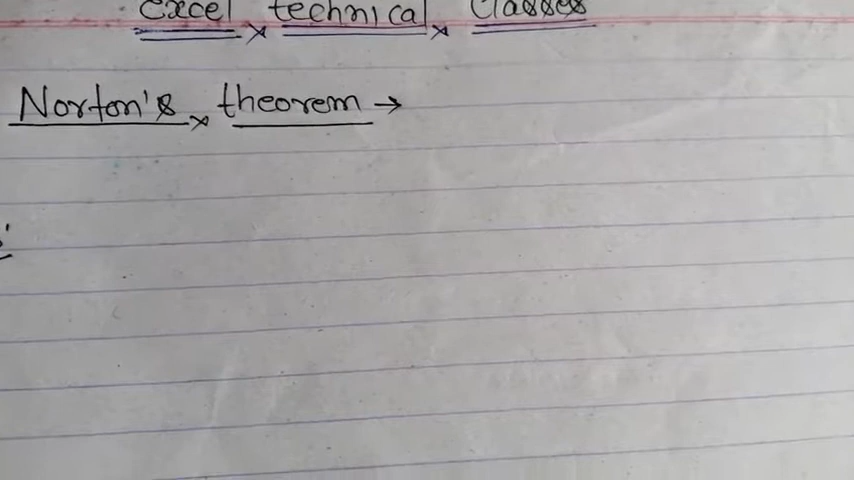 Excel technical classes
Norton's theorem →